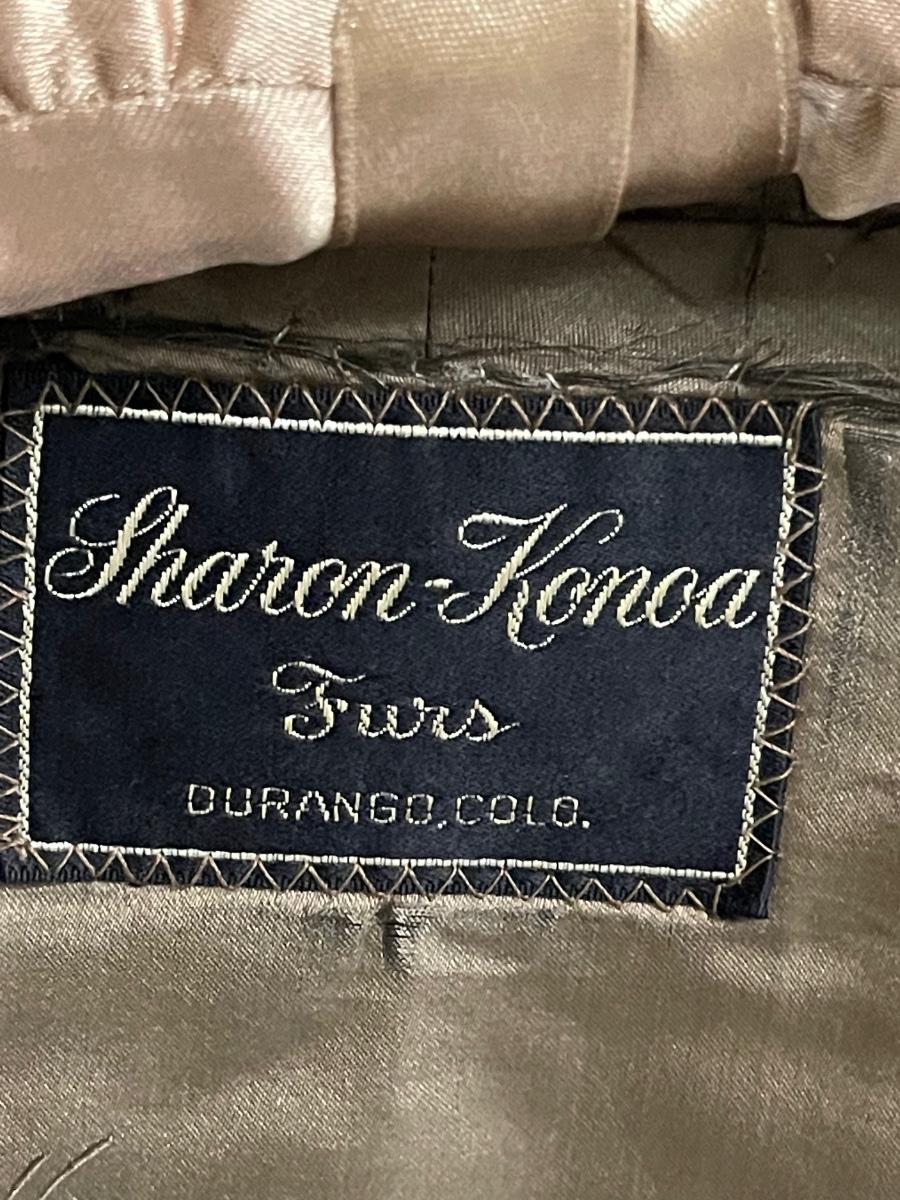 Sharon-Konoa
Furs
DURANGO, COLO.